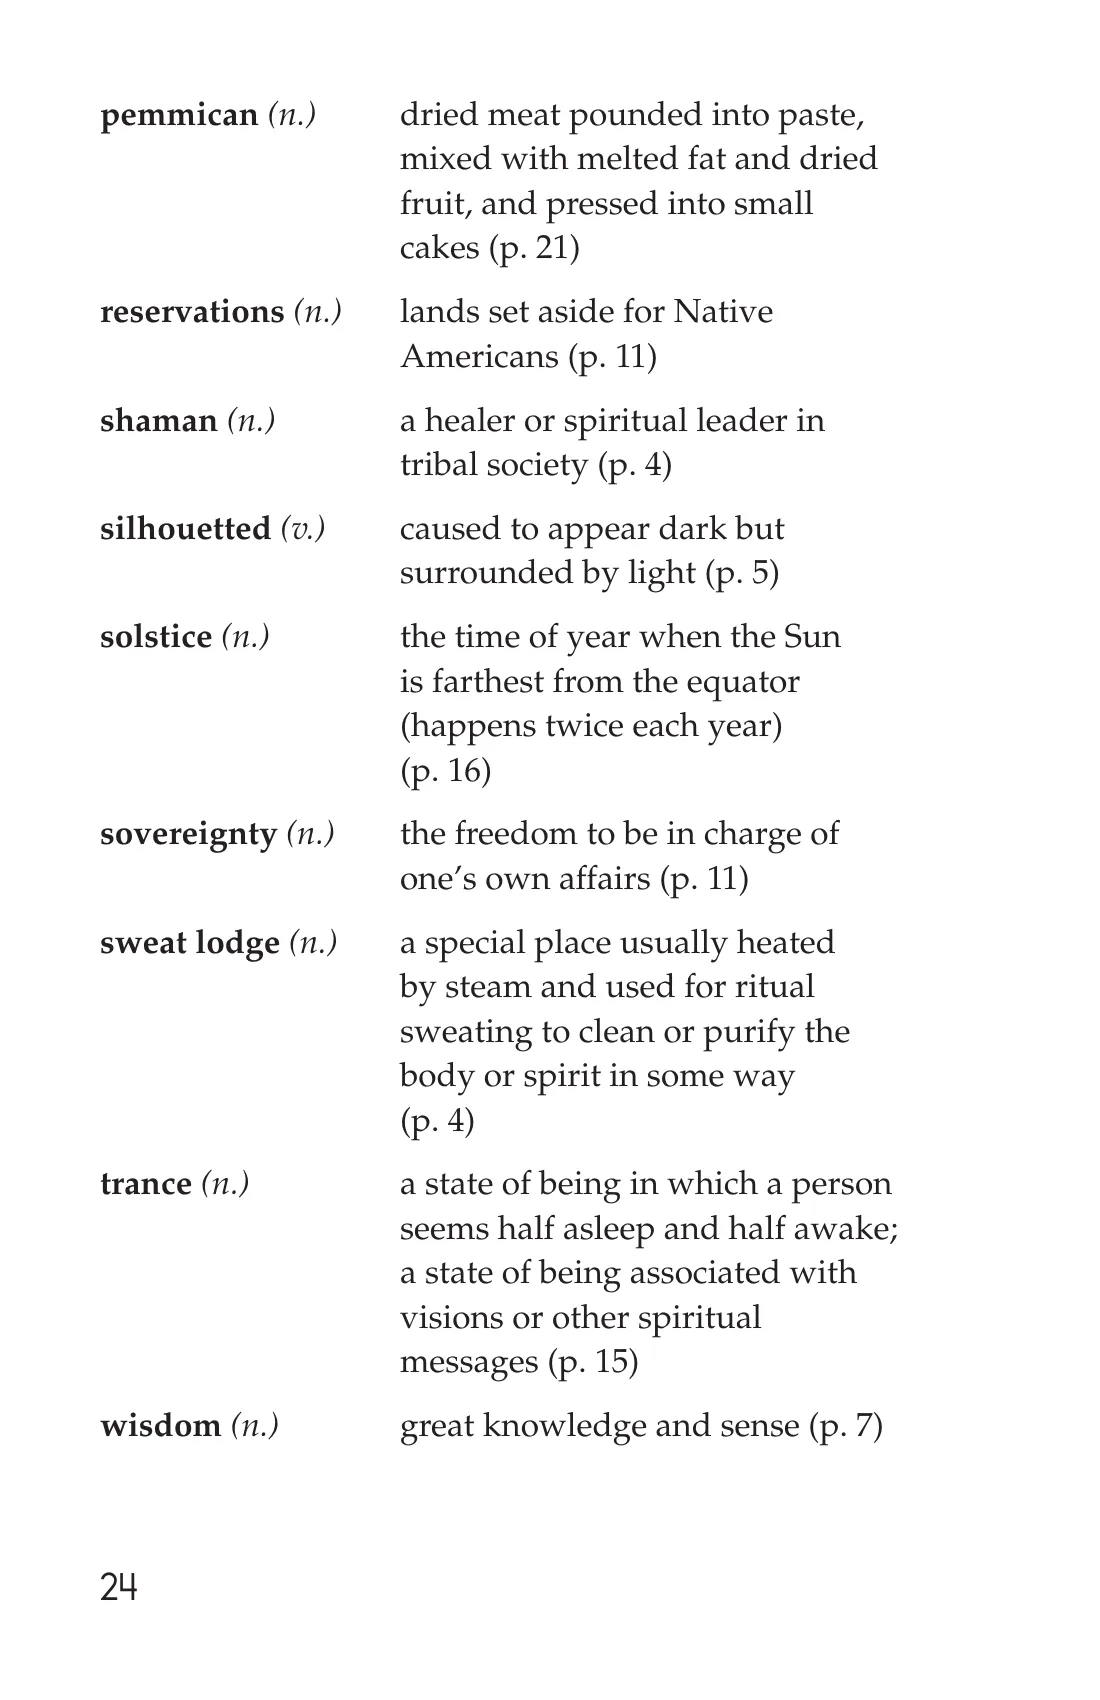 pemmican (n.) dried meat pounded into paste,
mixed with melted fat and dried
fruit, and pressed into small
cakes (p. 21)
reservations (n.) lands set aside for Native
Americans (p. 11)
shaman (n.) a healer or spiritual leader in
tribal society (p. 4)
silhouetted (v.) caused to appear dark but
surrounded by light (p. 5)
solstice (n.) the time of year when the Sun
is farthest from the equator
(happens twice each year)
(p. 16)
sovereignty (n.) the freedom to be in charge of
one’s own affairs (p. 11)
sweat lodge (n.) a special place usually heated
by steam and used for ritual
sweating to clean or purify the
body or spirit in some way
(p. 4)
trance (n.) a state of being in which a person
seems half asleep and half awake;
a state of being associated with
visions or other spiritual
messages (p. 15)
wisdom (n.) great knowledge and sense (p. 7)
24